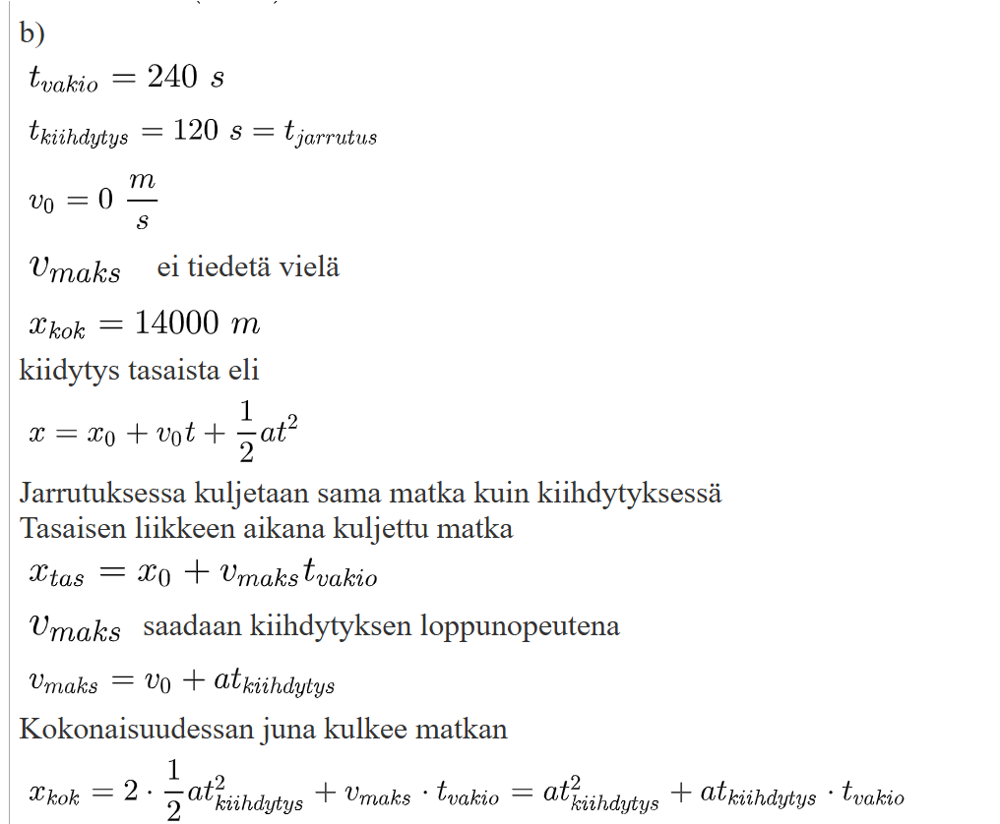 b)
t_{vakio} = 240 s
t_{kiihdytys} = 120 s = t_{jarrutus}
v_0 = 0 \frac{m}{s}
v_{maks} ei tiedetä vielä
x_{kok} = 14000 m
kiidytys tasaista eli
x = x_0 + v_0 t + \frac{1}{2} at^2
Jarrutuksessa kuljetaan sama matka kuin kiihdytyksessä
Tasaisen liikkeen aikana kuljettu matka
x_{tas} = x_0 + v_{maks} t_{vakio}
v_{maks} saadaan kiihdytyksen loppunopeutena
v_{maks} = v_0 + at_{kiihdytys}
Kokonaisuudessan juna kulkee matkan
x_{kok} = 2 · \frac{1}{2} at^2_{kiihdytys} + v_{maks} · t_{vakio} = at^2_{kiihdytys} + at_{kiihdytys} · t_{vakio}